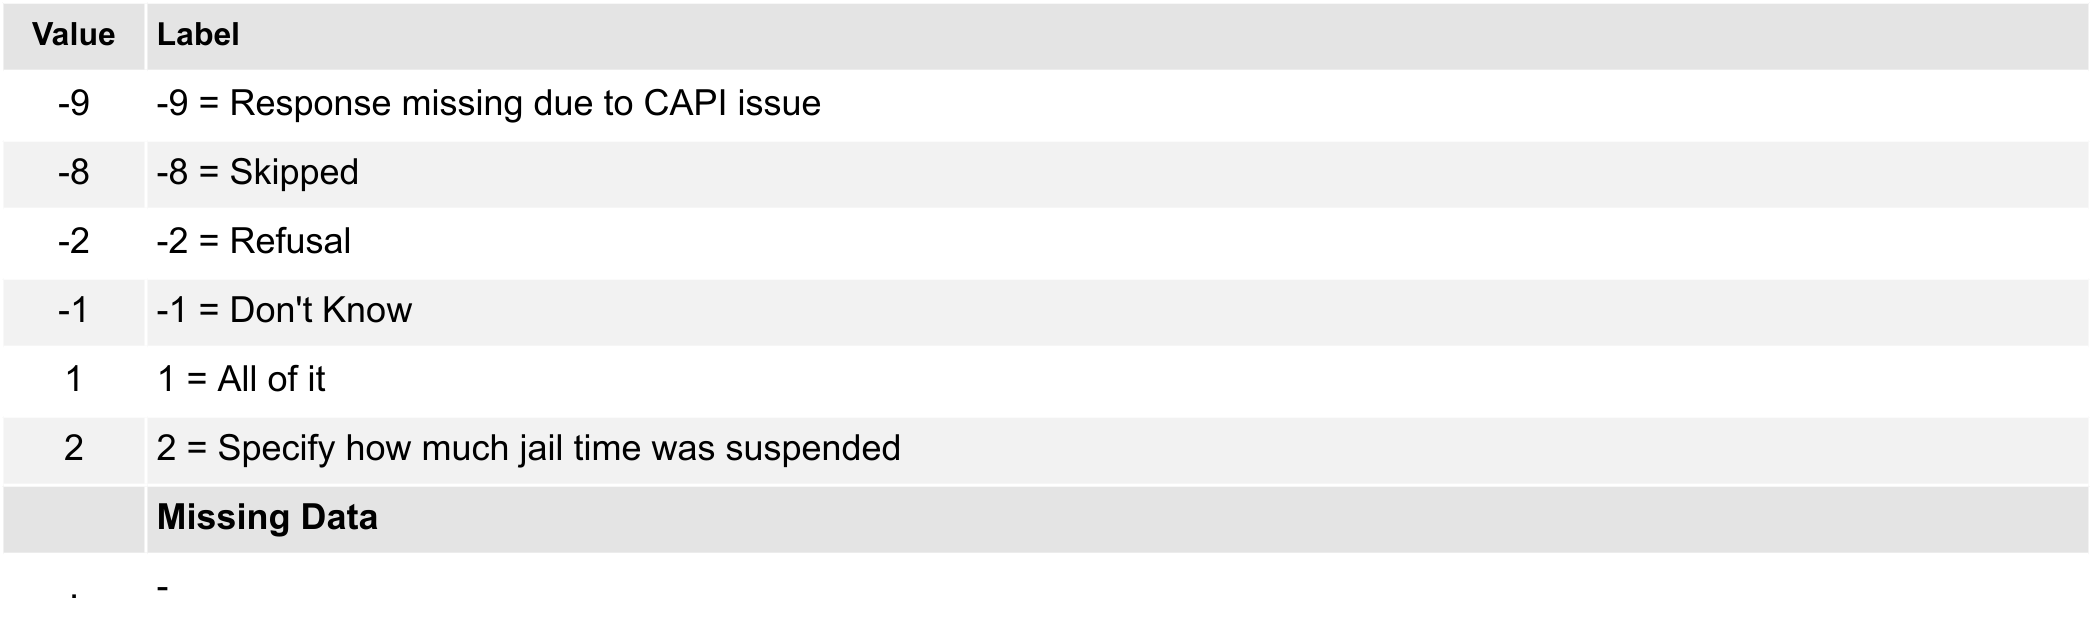 Value Label
-9 -9 = Response missing due to CAPI issue
-8 -8 = Skipped
-2 -2 = Refusal
-1 -1 = Don't Know
1 1 = All of it
2 2 = Specify how much jail time was suspended
Missing Data
. -